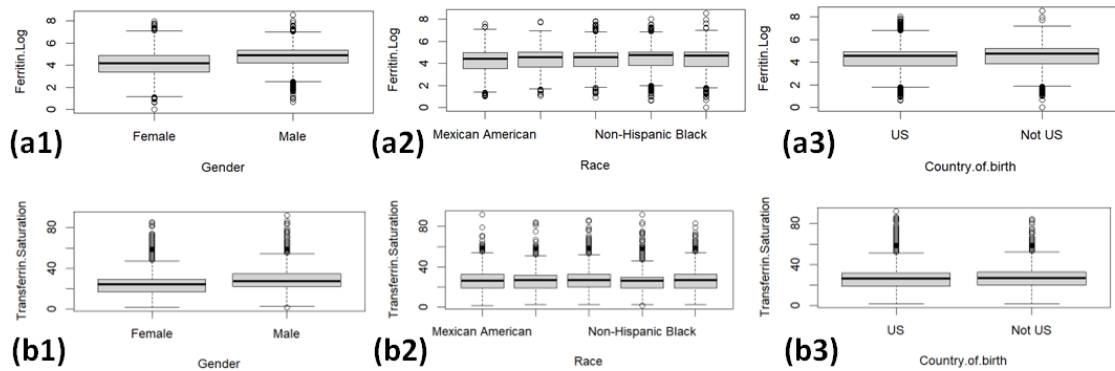 Ferritin.Log
0 2 4 6 8
Female Male
Gender
(a1)
Ferritin.Log
0 2 4 6 8
Mexican American Non-Hispanic Black
Race
(a2)
Ferritin.Log
0 2 4 6 8
US Not US
Country.of.birth
(a3)
Transferrin.Saturation
0 40 80
Female Male
Gender
(b1)
Transferrin.Saturation
0 40 80
Mexican American Non-Hispanic Black
Race
(b2)
Transferrin.Saturation
0 40 80
US Not US
Country.of.birth
(b3)